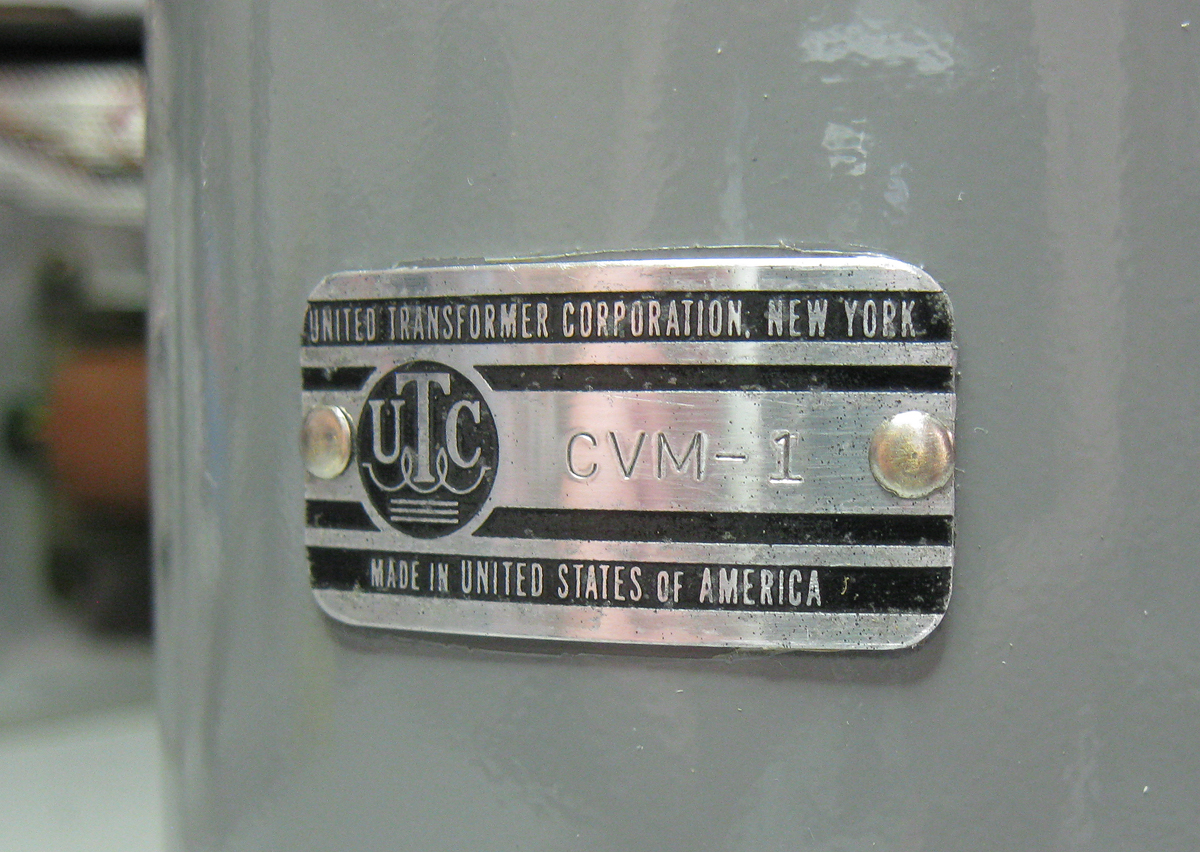 UNITED TRANSFORMER CORPORATION, NEW YORK
UTC
CVM-1
MADE IN UNITED STATES OF AMERICA